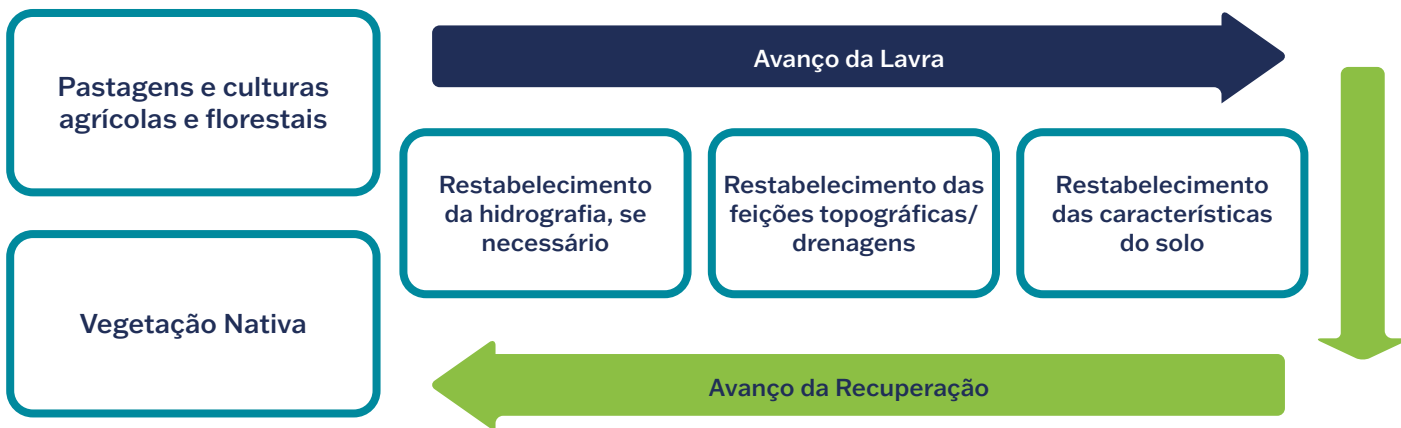 Pastagens e culturas
agrícolas e florestais
Vegetação Nativa
Avanço da Lavra
Restabelecimento
da hidrografia, se
necessário
Restabelecimento das
feições topográficas/
drenagens
Restabelecimento
das características
do solo
Avanço da Recuperação